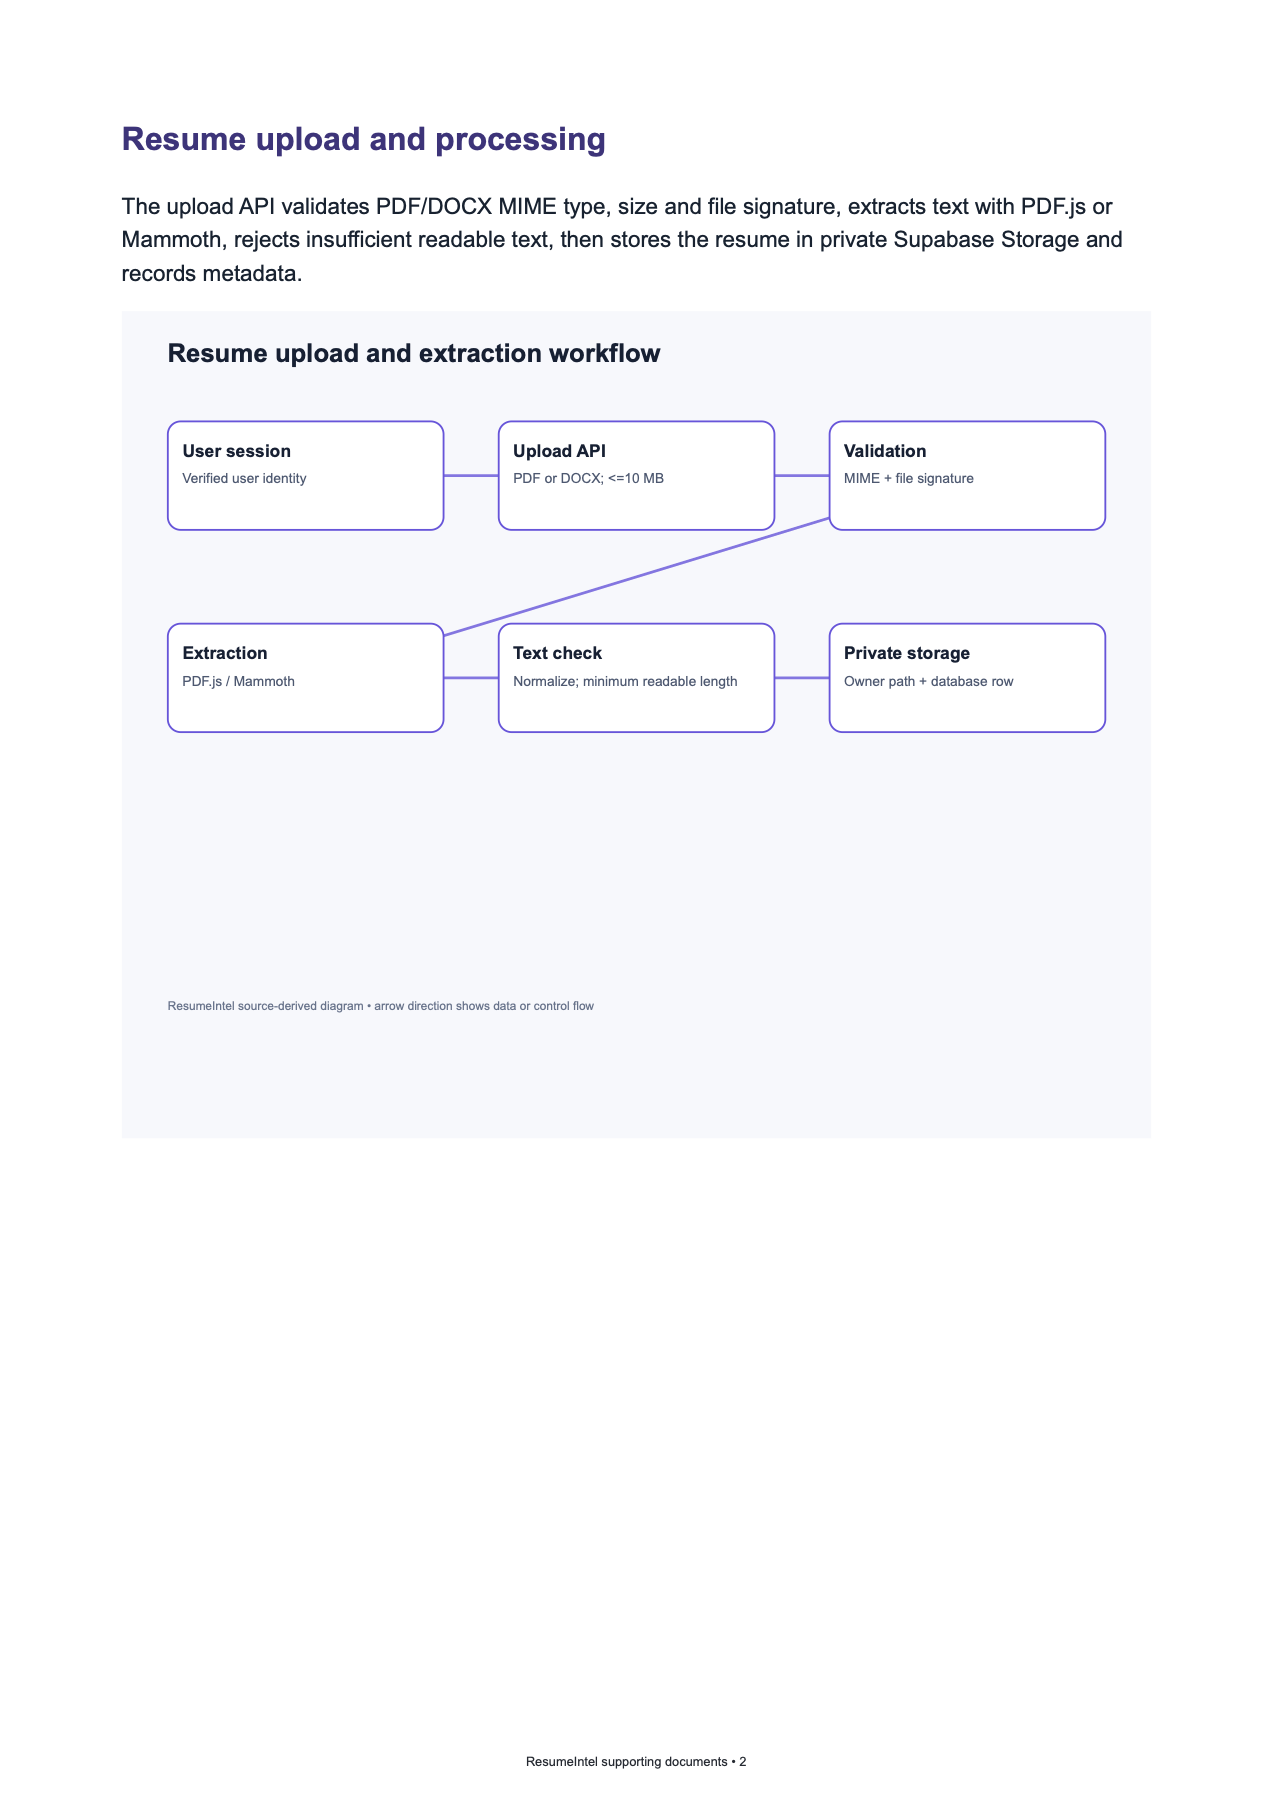 Resume upload and processing
The upload API validates PDF/DOCX MIME type, size and file signature, extracts text with PDF.js or
Mammoth, rejects insufficient readable text, then stores the resume in private Supabase Storage and
records metadata.
Resume upload and extraction workflow
User session
Verified user identity
Upload API
PDF or DOCX; <=10 MB
Validation
MIME + file signature
Extraction
PDF.js / Mammoth
Text check
Normalize; minimum readable length
Private storage
Owner path + database row
ResumeIntel source-derived diagram • arrow direction shows data or control flow
ResumeIntel supporting documents • 2